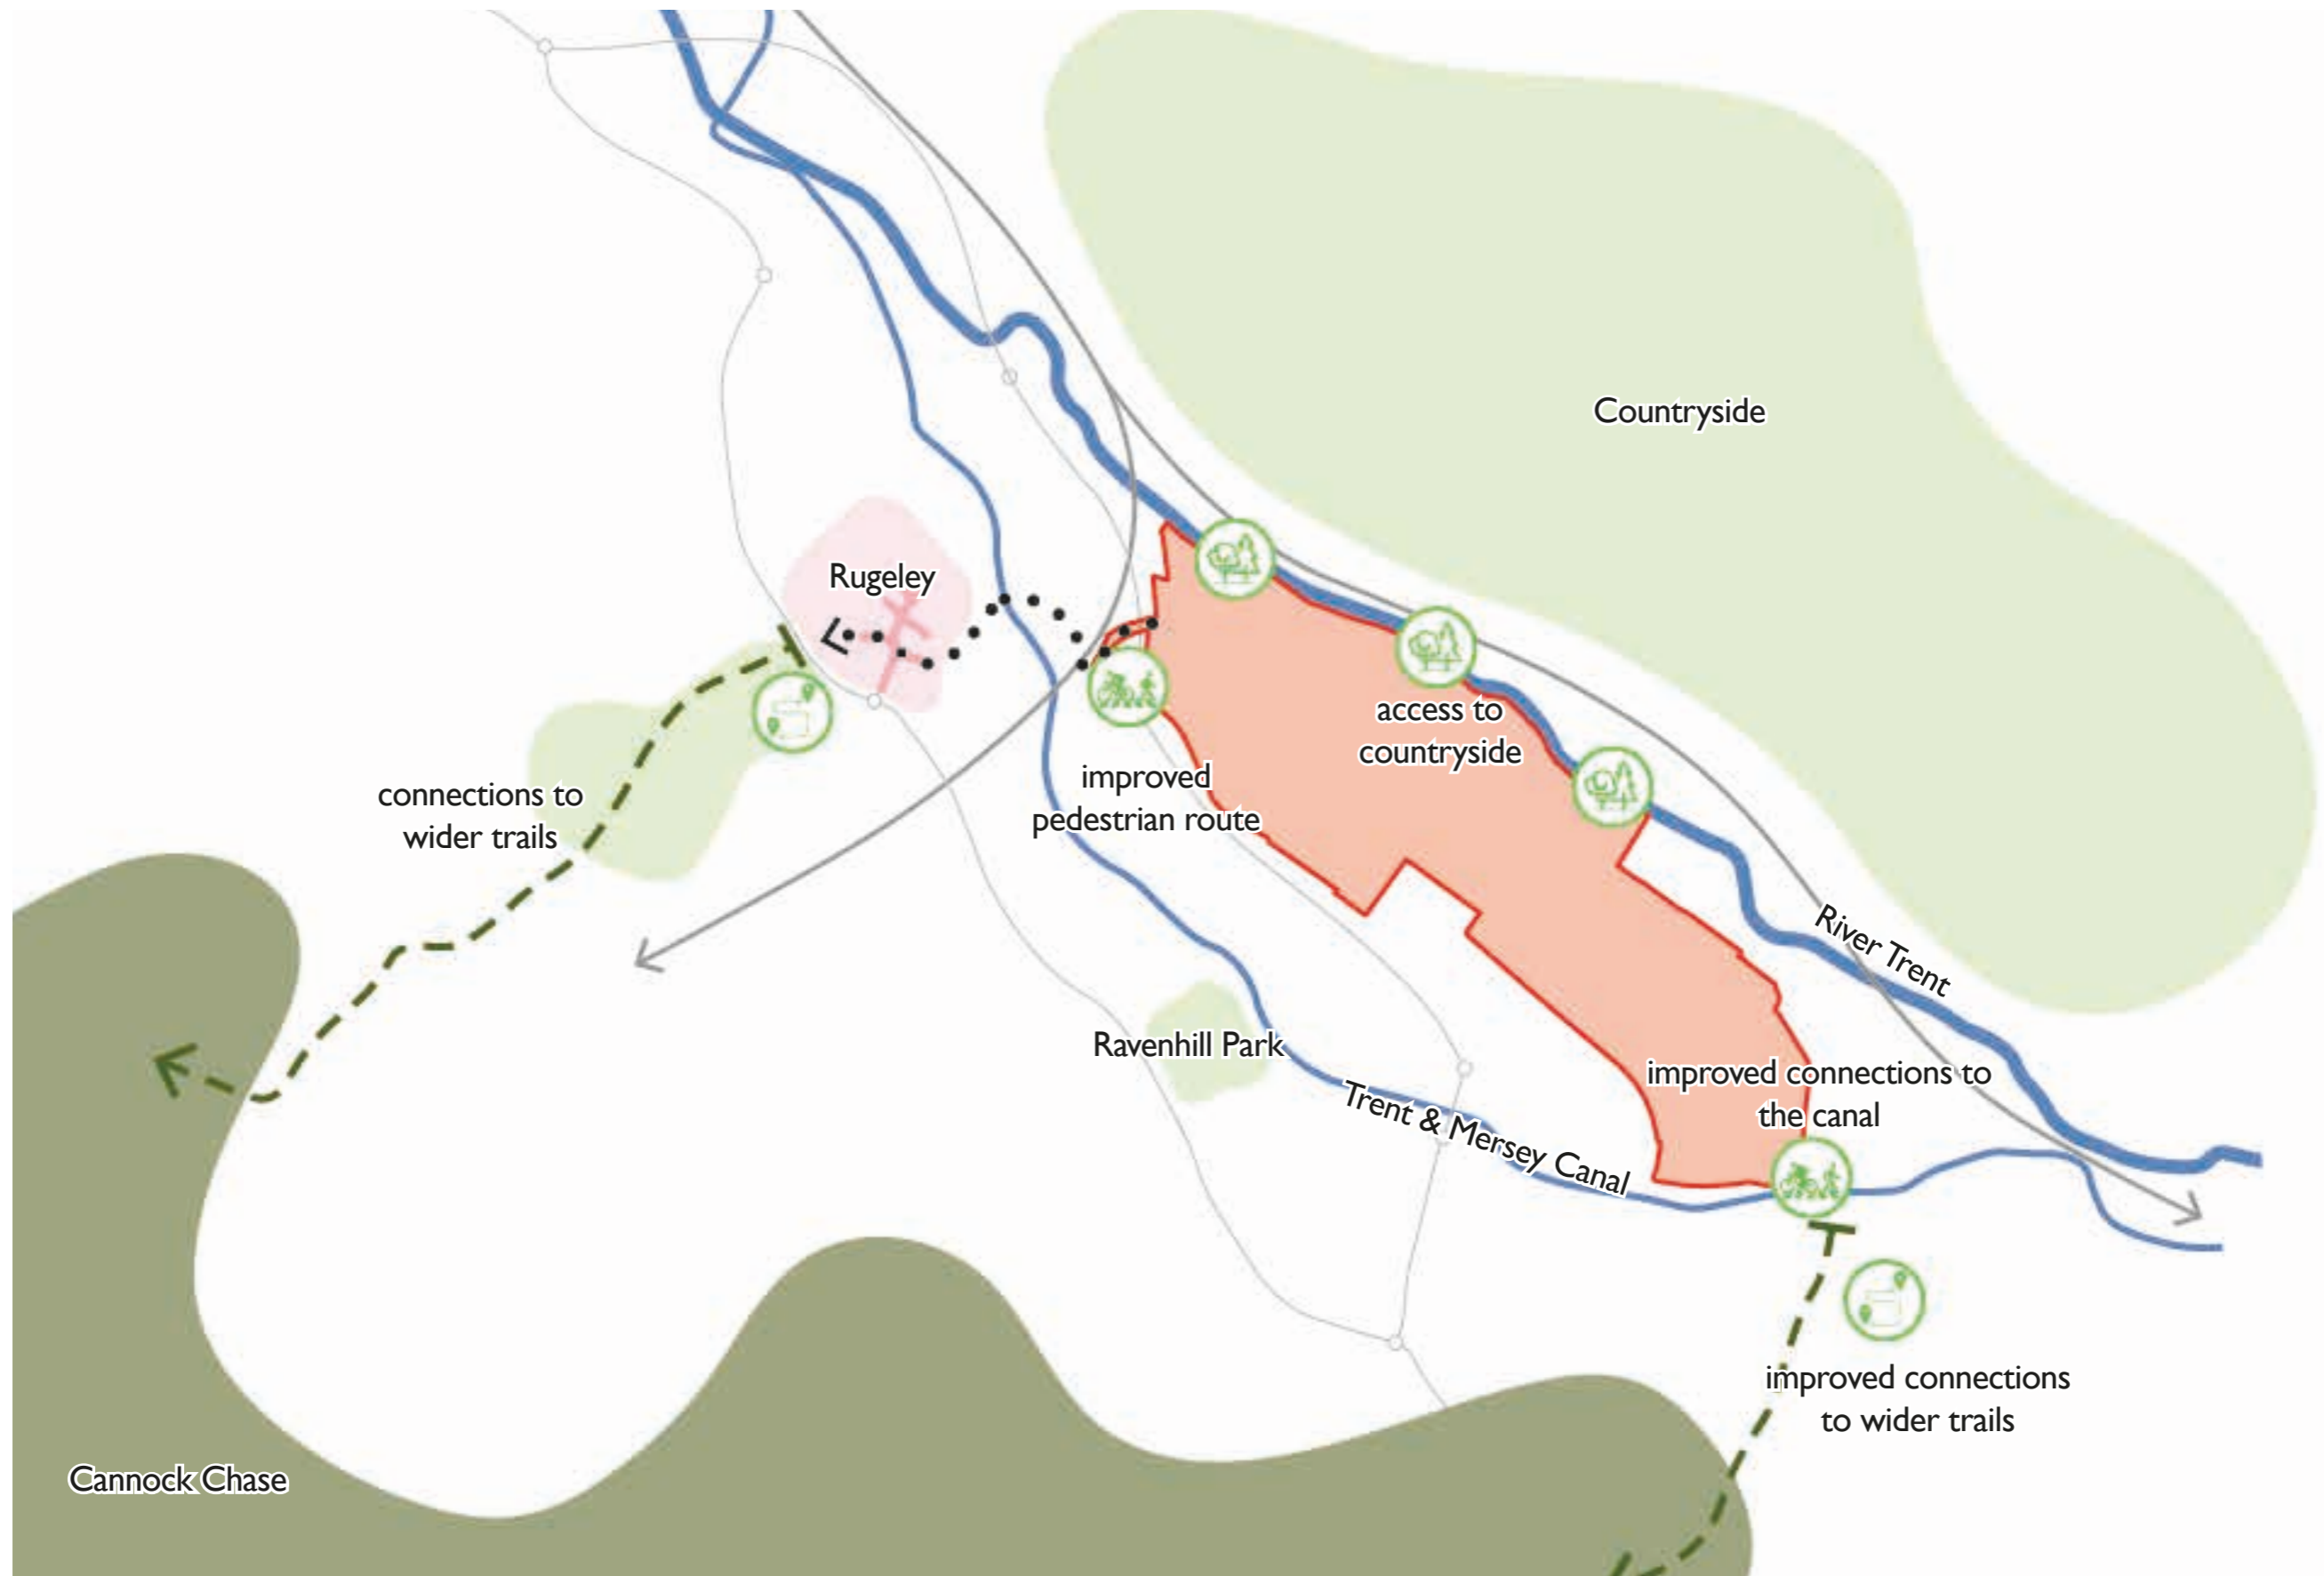 Countryside
Rugeley
access to
countryside
improved
pedestrian route
connections to
wider trails
River Trent
Ravenhill Park
Trent & Mersey Canal
improved connections to
the canal
improved connections
to wider trails
Cannock Chase